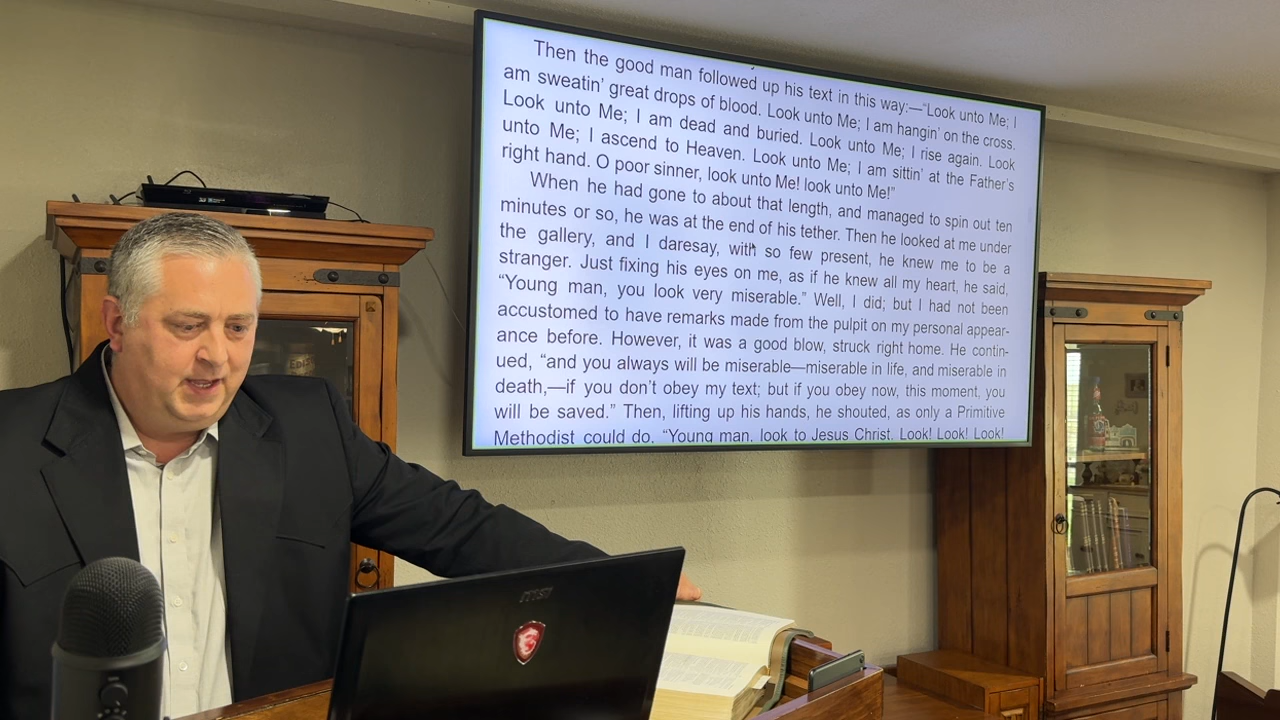 Then the good man followed up his text in this way:—“Look unto Me; I
am sweatin’ great drops of blood. Look unto Me; I am hangin’ on the cross.
Look unto Me; I am dead and buried. Look unto Me; I rise again. Look
unto Me; I ascend to Heaven. Look unto Me; I am sittin’ at the Father’s
right hand. O poor sinner, look unto Me! look unto Me!”
When he had gone to about that length, and managed to spin out ten
minutes or so, he was at the end of his tether. Then he looked at me under
the gallery, and I daresay, with so few present, he knew me to be a
stranger. Just fixing his eyes on me, as if he knew all my heart, he said,
“Young man, you look very miserable.” Well, I did; but I had not been
accustomed to have remarks made from the pulpit on my personal appear-
ance before. However, it was a good blow, struck right home. He contin-
ued, “and you always will be miserable—miserable in life, and miserable in
death,—if you don’t obey my text; but if you obey now, this moment, you
will be saved.” Then, lifting up his hands, he shouted, as only a Primitive
Methodist could do, “Young man, look to Jesus Christ. Look! Look! Look!
msi